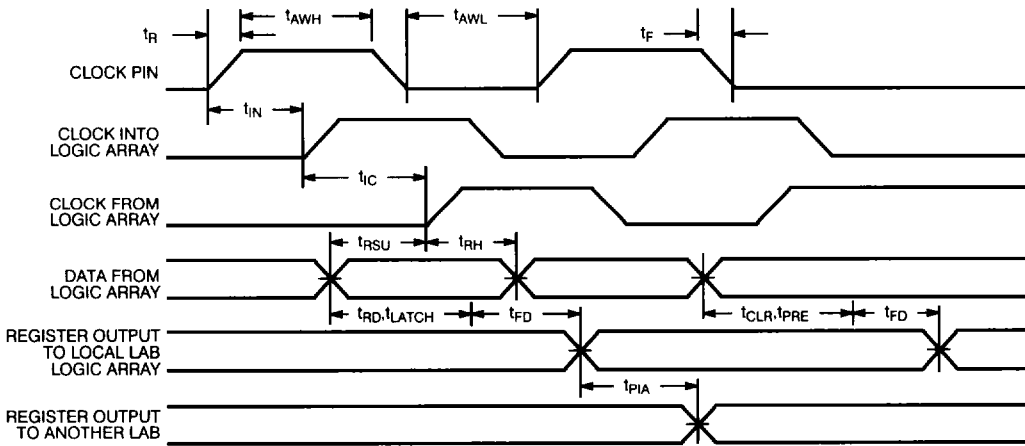 tAWH
tAWL
tR
tF
CLOCK PIN
tIN
CLOCK INTO
LOGIC ARRAY
tIC
CLOCK FROM
LOGIC ARRAY
tRSU
tRH
DATA FROM
LOGIC ARRAY
tRD,tLATCH
tFD
tCLR,tPRE
tFD
REGISTER OUTPUT
TO LOCAL LAB
LOGIC ARRAY
tPIA
REGISTER OUTPUT
TO ANOTHER LAB